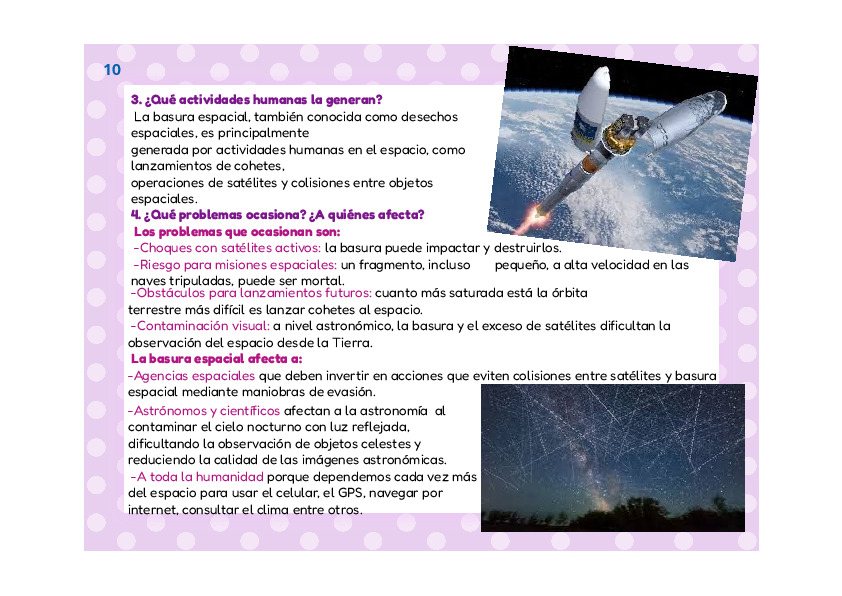 10
3. ¿Qué actividades humanas la generan?
La basura espacial, también conocida como desechos
espaciales, es principalmente
generada por actividades humanas en el espacio, como
lanzamientos de cohetes,
operaciones de satélites y colisiones entre objetos
espaciales.
4. ¿Qué problemas ocasiona? ¿A quiénes afecta?
Los problemas que ocasionan son:
-Choques con satélites activos: la basura puede impactar y destruirlos.
-Riesgo para misiones espaciales: un fragmento, incluso pequeño, a alta velocidad en las
naves tripuladas, puede ser mortal.
-Obstáculos para lanzamientos futuros: cuanto más saturada está la órbita
terrestre más difícil es lanzar cohetes al espacio.
-Contaminación visual: a nivel astronómico, la basura y el exceso de satélites dificultan la
observación del espacio desde la Tierra.
La basura espacial afecta a:
-Agencias espaciales que deben invertir en acciones que eviten colisiones entre satélites y basura
espacial mediante maniobras de evasión.
-Astrónomos y científicos afectan a la astronomía al
contaminar el cielo nocturno con luz reflejada,
dificultando la observación de objetos celestes y
reduciendo la calidad de las imágenes astronómicas.
-A toda la humanidad porque dependemos cada vez más
del espacio para usar el celular, el GPS, navegar por
internet, consultar el clima entre otros.